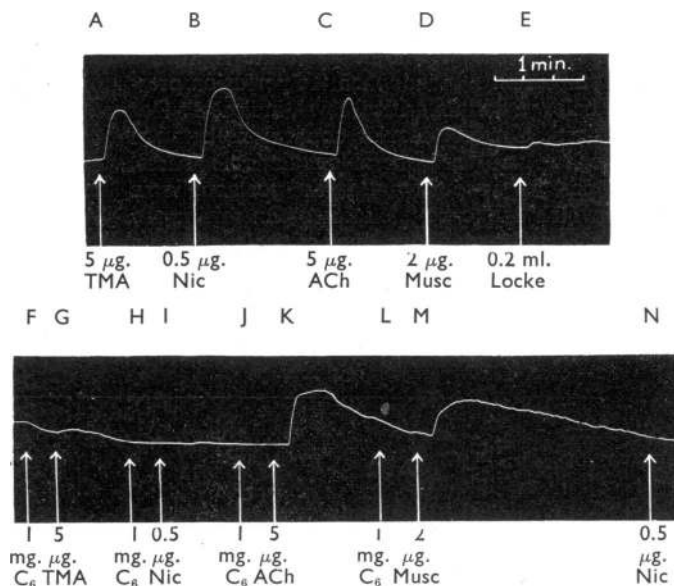 A B C D E
1 min.
5 μg. 0.5 μg. 5 μg. 2 μg. 0.2 ml.
TMA Nic ACh Musc Locke
F G H I J K L M N
1 5 1 0.5 1 5 1 2 0.5
mg. μg. mg. μg. mg. μg. mg. μg. μg.
C₆ TMA C₆ Nic C₆ ACh C₆ Musc Nic